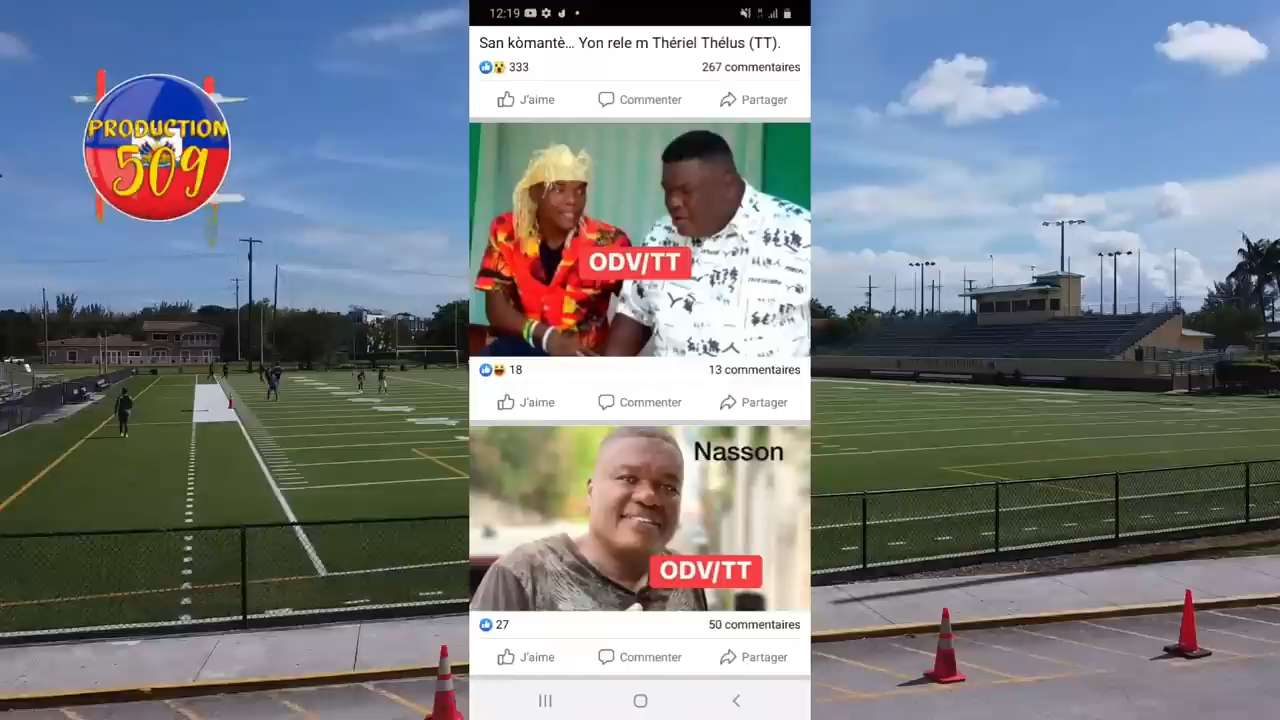 12:19
San kòmantè... Yon rele m Thériel Thélus (TT).
333
267 commentaires
J'aime
Commenter
Partager
PRODUCTION
509
ODV/TT
18
13 commentaires
J'aime
Commenter
Partager
Nasson
ODV/TT
27
50 commentaires
J'aime
Commenter
Partager